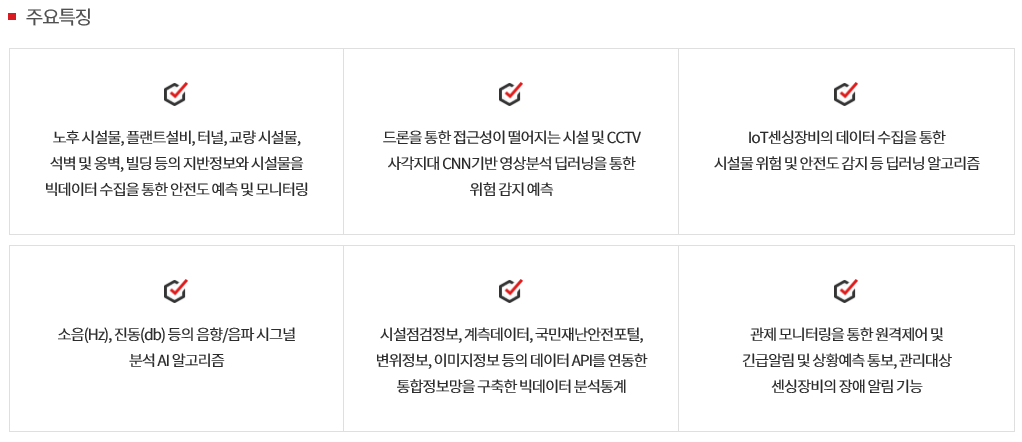 주요특징
노후 시설물, 플랜트설비, 터널, 교량 시설물,
석벽 및 옹벽, 빌딩 등의 지반정보와 시설물을
빅데이터 수집을 통한 안전도 예측 및 모니터링
드론을 통한 접근성이 떨어지는 시설 및 CCTV
사각지대 CNN기반 영상분석 딥러닝을 통한
위험 감지 예측
IoT센싱장비의 데이터 수집을 통한
시설물 위험 및 안전도 감지 등 딥러닝 알고리즘
소음(Hz), 진동(db) 등의 음향/음파 시그널
분석 AI 알고리즘
시설점검정보, 계측데이터, 국민재난안전포털,
변위정보, 이미지정보 등의 데이터 API를 연동한
통합정보망을 구축한 빅데이터 분석통계
관제 모니터링을 통한 원격제어 및
긴급알림 및 상황예측 통보, 관리대상
센싱장비의 장애 알림 기능